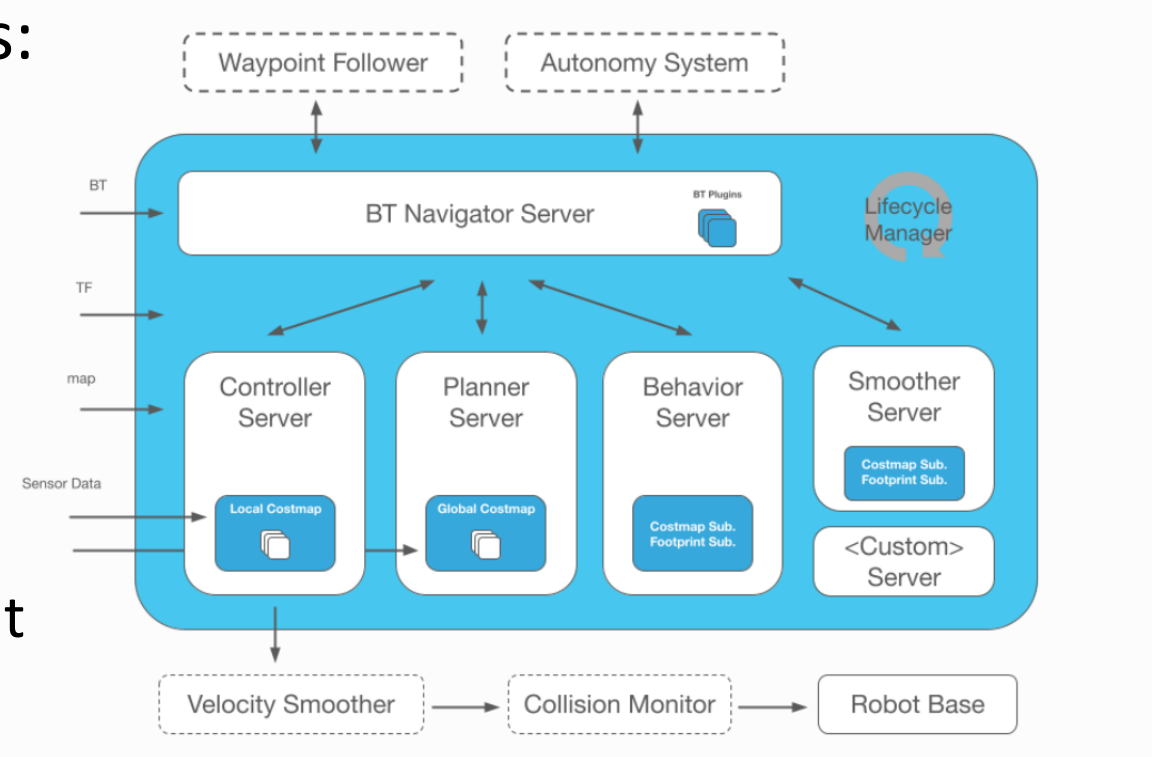 s:
Waypoint Follower
Autonomy System
BT
BT Navigator Server
BT Plugins
Lifecycle
Manager
TF
map
Sensor Data
Controller
Server
Local Costmap
Planner
Server
Global Costmap
Behavior
Server
Costmap Sub.
Footprint Sub.
Smoother
Server
Costmap Sub.
Footprint Sub.
<Custom>
Server
t
Velocity Smoother
Collision Monitor
Robot Base